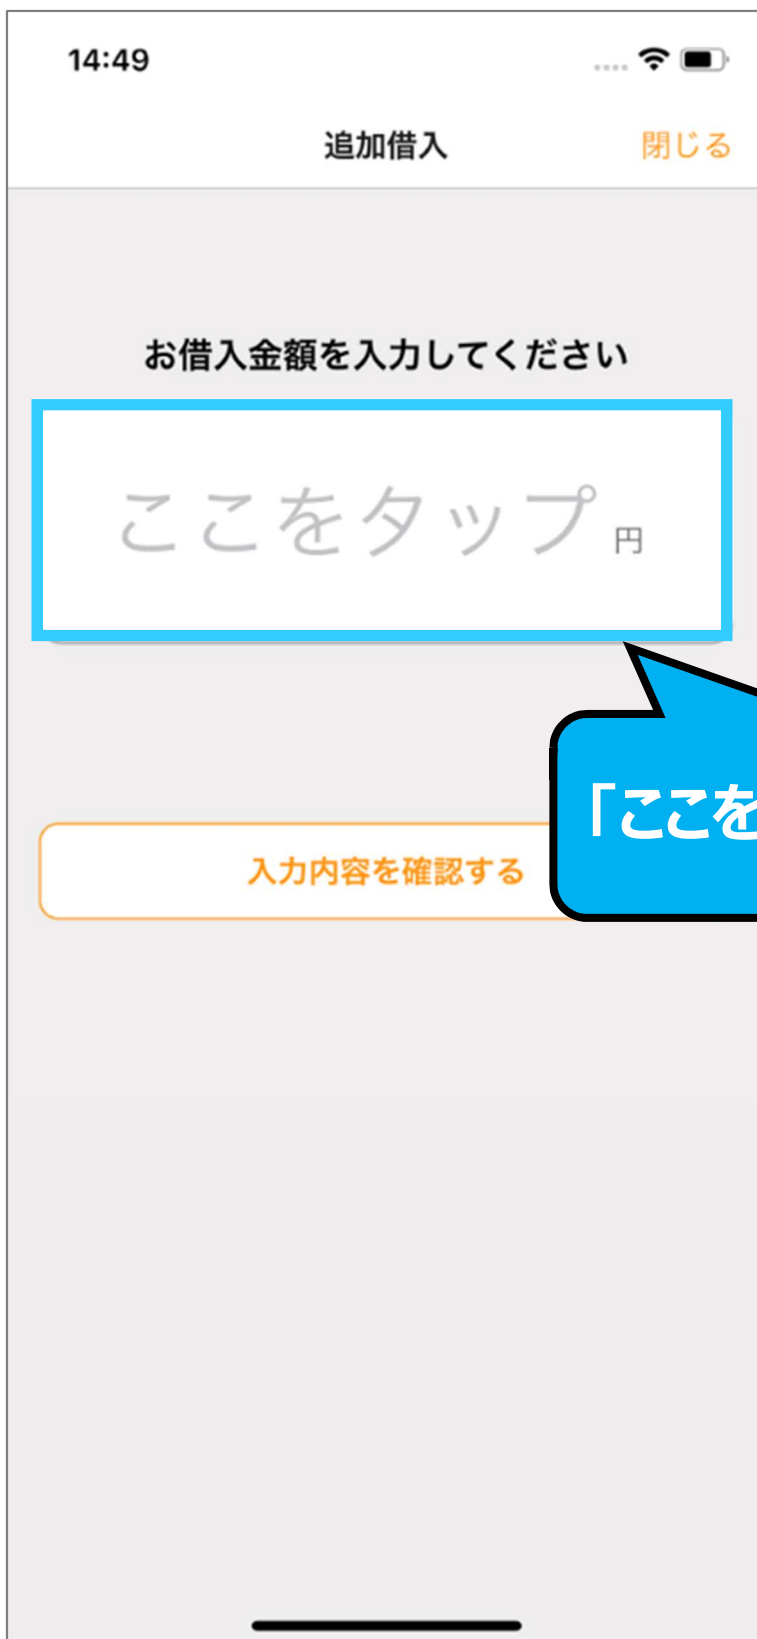 14:49
追加借入
閉じる
お借入金額を入力してください
ここをタップ 円
「ここを
入力内容を確認する